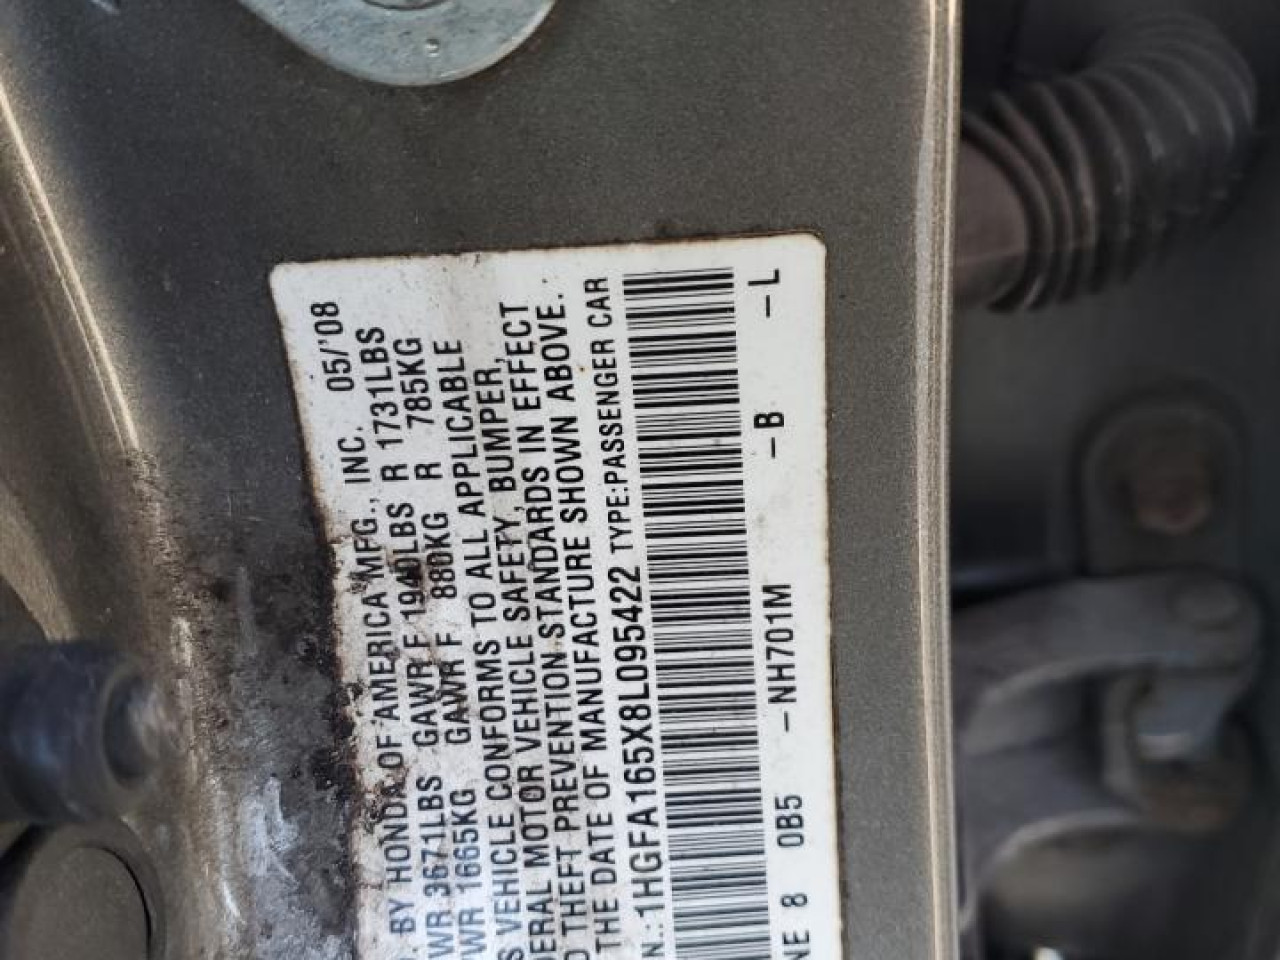 . BY HONDA OF AMERICA MFG., INC. 05/'08
WR 3671LBS GAWR F 1940LBS R 1731LBS
WR 1665KG GAWR F 880KG R 785KG
S VEHICLE CONFORMS TO ALL APPLICABLE
DERAL MOTOR VEHICLE SAFETY, BUMPER,
D THEFT PREVENTION STANDARDS IN EFFECT
THE DATE OF MANUFACTURE SHOWN ABOVE.
N.: 1HGFA165X8L095422 TYPE:PASSENGER CAR
NE 8 0B5 -NH701M -B -L